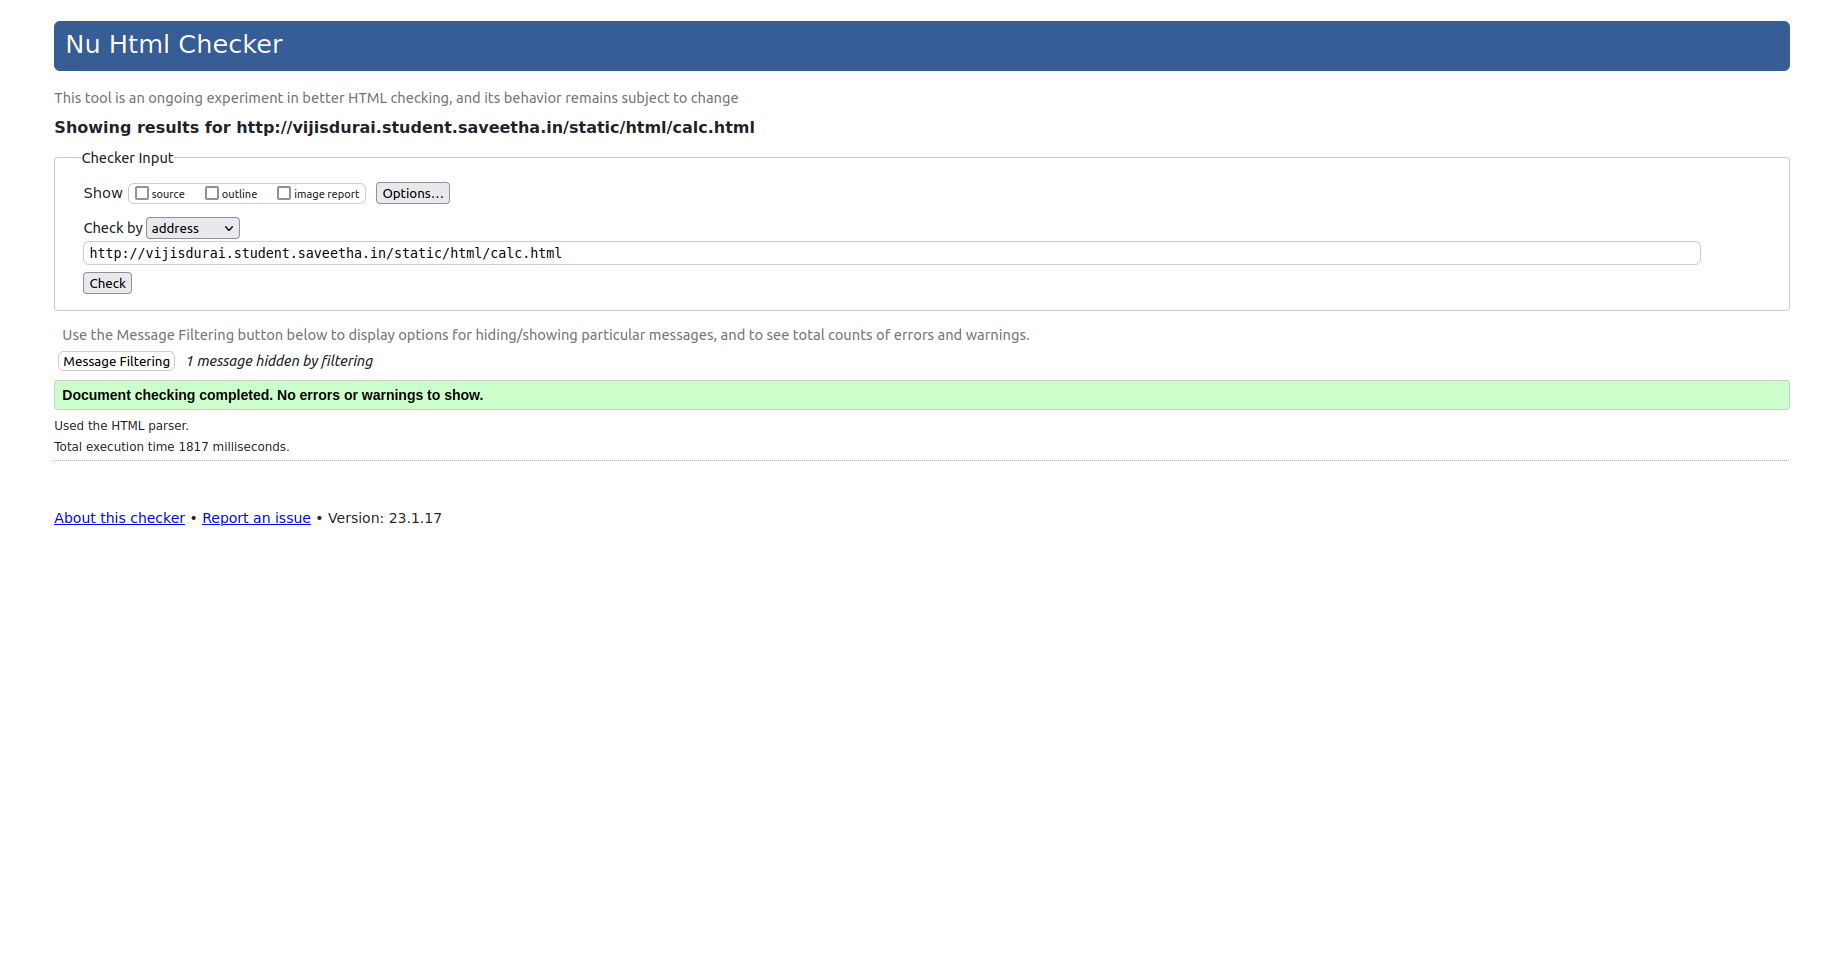 Nu Html Checker
This tool is an ongoing experiment in better HTML checking, and its behavior remains subject to change
Showing results for http://vijisdurai.student.saveetha.in/static/html/calc.html
Checker Input
Show source outline image report Options...
Check by address
http://vijisdurai.student.saveetha.in/static/html/calc.html
Check
Use the Message Filtering button below to display options for hiding/showing particular messages, and to see total counts of errors and warnings.
Message Filtering 1 message hidden by filtering
Document checking completed. No errors or warnings to show.
Used the HTML parser.
Total execution time 1817 milliseconds.
About this checker • Report an issue • Version: 23.1.17